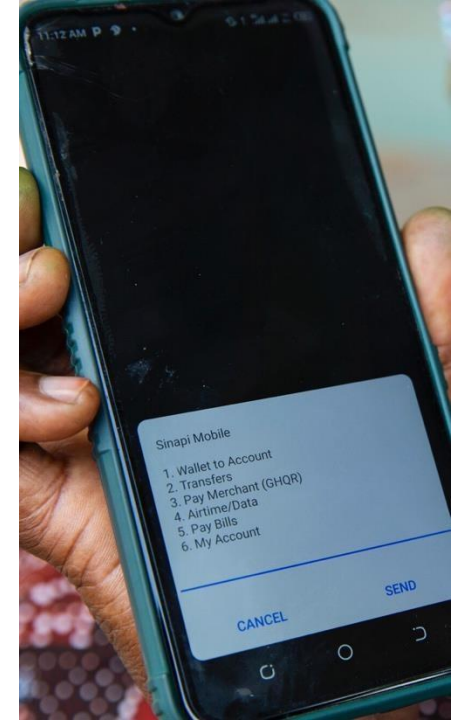 11:12 AM
Sinapi Mobile
1. Wallet to Account
2. Transfers
3. Pay Merchant (GHQR)
4. Airtime/Data
5. Pay Bills
6. My Account
CANCEL
SEND